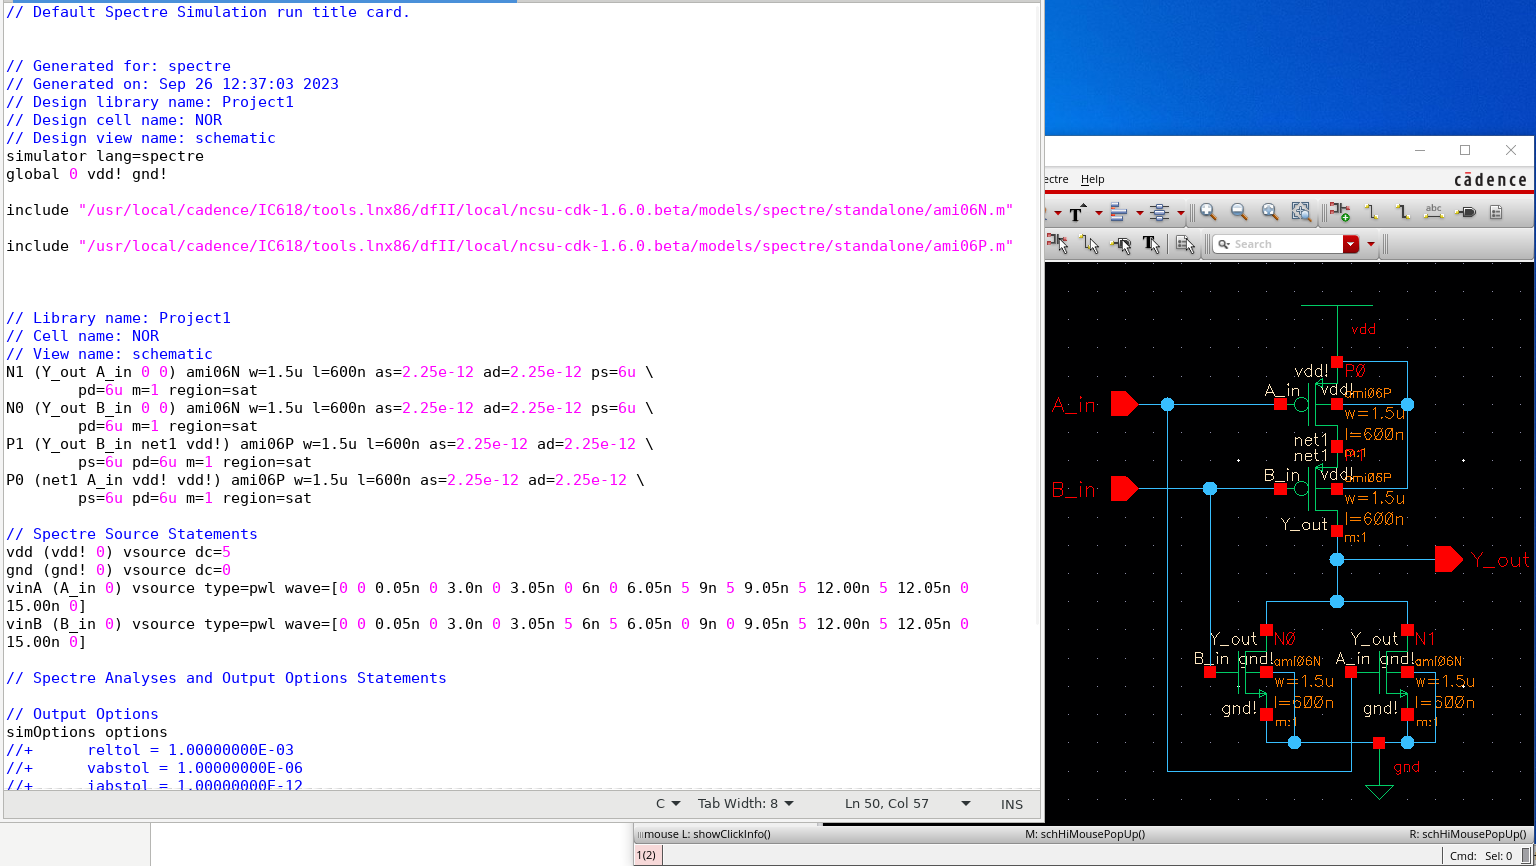 // Default Spectre Simulation run title card.
// Generated for: spectre
// Generated on: Sep 26 12:37:03 2023
// Design library name: Project1
// Design cell name: NOR
// Design view name: schematic
simulator lang=spectre
global 0 vdd! gnd!
include "/usr/local/cadence/IC618/tools.lnx86/dfII/local/ncsu-cdk-1.6.0.beta/models/spectre/standalone/ami06N.m"
include "/usr/local/cadence/IC618/tools.lnx86/dfII/local/ncsu-cdk-1.6.0.beta/models/spectre/standalone/ami06P.m"
// Library name: Project1
// Cell name: NOR
// View name: schematic
N1 (Y_out A_in 0 0) ami06N w=1.5u l=600n as=2.25e-12 ad=2.25e-12 ps=6u \
pd=6u m=1 region=sat
N0 (Y_out B_in 0 0) ami06N w=1.5u l=600n as=2.25e-12 ad=2.25e-12 ps=6u \
pd=6u m=1 region=sat
P1 (Y_out B_in net1 vdd!) ami06P w=1.5u l=600n as=2.25e-12 ad=2.25e-12 \
ps=6u pd=6u m=1 region=sat
P0 (net1 A_in vdd! vdd!) ami06P w=1.5u l=600n as=2.25e-12 ad=2.25e-12 \
ps=6u pd=6u m=1 region=sat
// Spectre Source Statements
vdd (vdd! 0) vsource dc=5
gnd (gnd! 0) vsource dc=0
vinA (A_in 0) vsource type=pwl wave=[0 0 0.05n 0 3.0n 0 3.05n 0 6n 0 6.05n 5 9n 5 9.05n 5 12.00n 5 12.05n 0
15.00n 0]
vinB (B_in 0) vsource type=pwl wave=[0 0 0.05n 0 3.0n 0 3.05n 5 6n 5 6.05n 0 9n 0 9.05n 5 12.00n 5 12.05n 0
15.00n 0]
// Spectre Analyses and Output Options Statements
// Output Options
simOptions options
//+ reltol = 1.00000000E-03
//+ vabstol = 1.00000000E-06
//+ iabstol = 1.00000000E-12
C Tab Width: 8 Ln 50, Col 57 INS
ectre Help
cādence
abc
Search
vdd
vdd! P0
A_in vdd! ami06P
A_in w=1.5u
l=600n
net1 m:1
net1
B_in vdd! ami06P
B_in w=1.5u
Y_out l=600n
m:1
Y_out
Y_out N0 Y_out N1
B_in gnd! ami06N A_in gnd! ami06N
w=1.5u w=1.5u
gnd! l=600n gnd! l=600n
m:1 m:1
gnd
mouse L: showClickInfo() M: schHiMousePopUp() R: schHiMousePopUp()
1(2) Cmd: Sel: 0